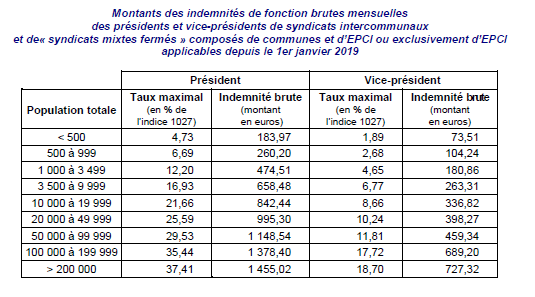 Montants des indemnités de fonction brutes mensuelles
des présidents et vice-présidents de syndicats intercommunaux
et de« syndicats mixtes fermés » composés de communes et d'EPCI ou exclusivement d'EPCI
applicables depuis le 1er janvier 2019
Président Vice-président
Population totale Taux maximal (en % de l'indice 1027) Indemnité brute (montant en euros) Taux maximal (en % de l'indice 1027) Indemnité brute (montant en euros)
< 500 4,73 183,97 1,89 73,51
500 à 999 6,69 260,20 2,68 104,24
1 000 à 3 499 12,20 474,51 4,65 180,86
3 500 à 9 999 16,93 658,48 6,77 263,31
10 000 à 19 999 21,66 842,44 8,66 336,82
20 000 à 49 999 25,59 995,30 10,24 398,27
50 000 à 99 999 29,53 1 148,54 11,81 459,34
100 000 à 199 999 35,44 1 378,40 17,72 689,20
> 200 000 37,41 1 455,02 18,70 727,32